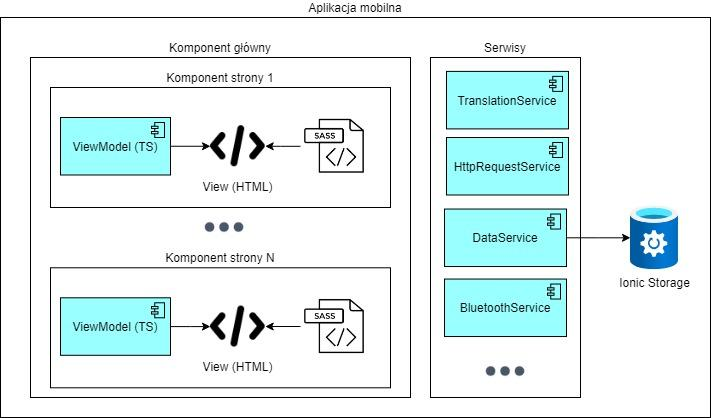 Aplikacja mobilna
Komponent główny
Komponent strony 1
ViewModel (TS)
SASS
View (HTML)
Komponent strony N
ViewModel (TS)
SASS
View (HTML)
Serwisy
TranslationService
HttpRequestService
DataService
BluetoothService
Ionic Storage